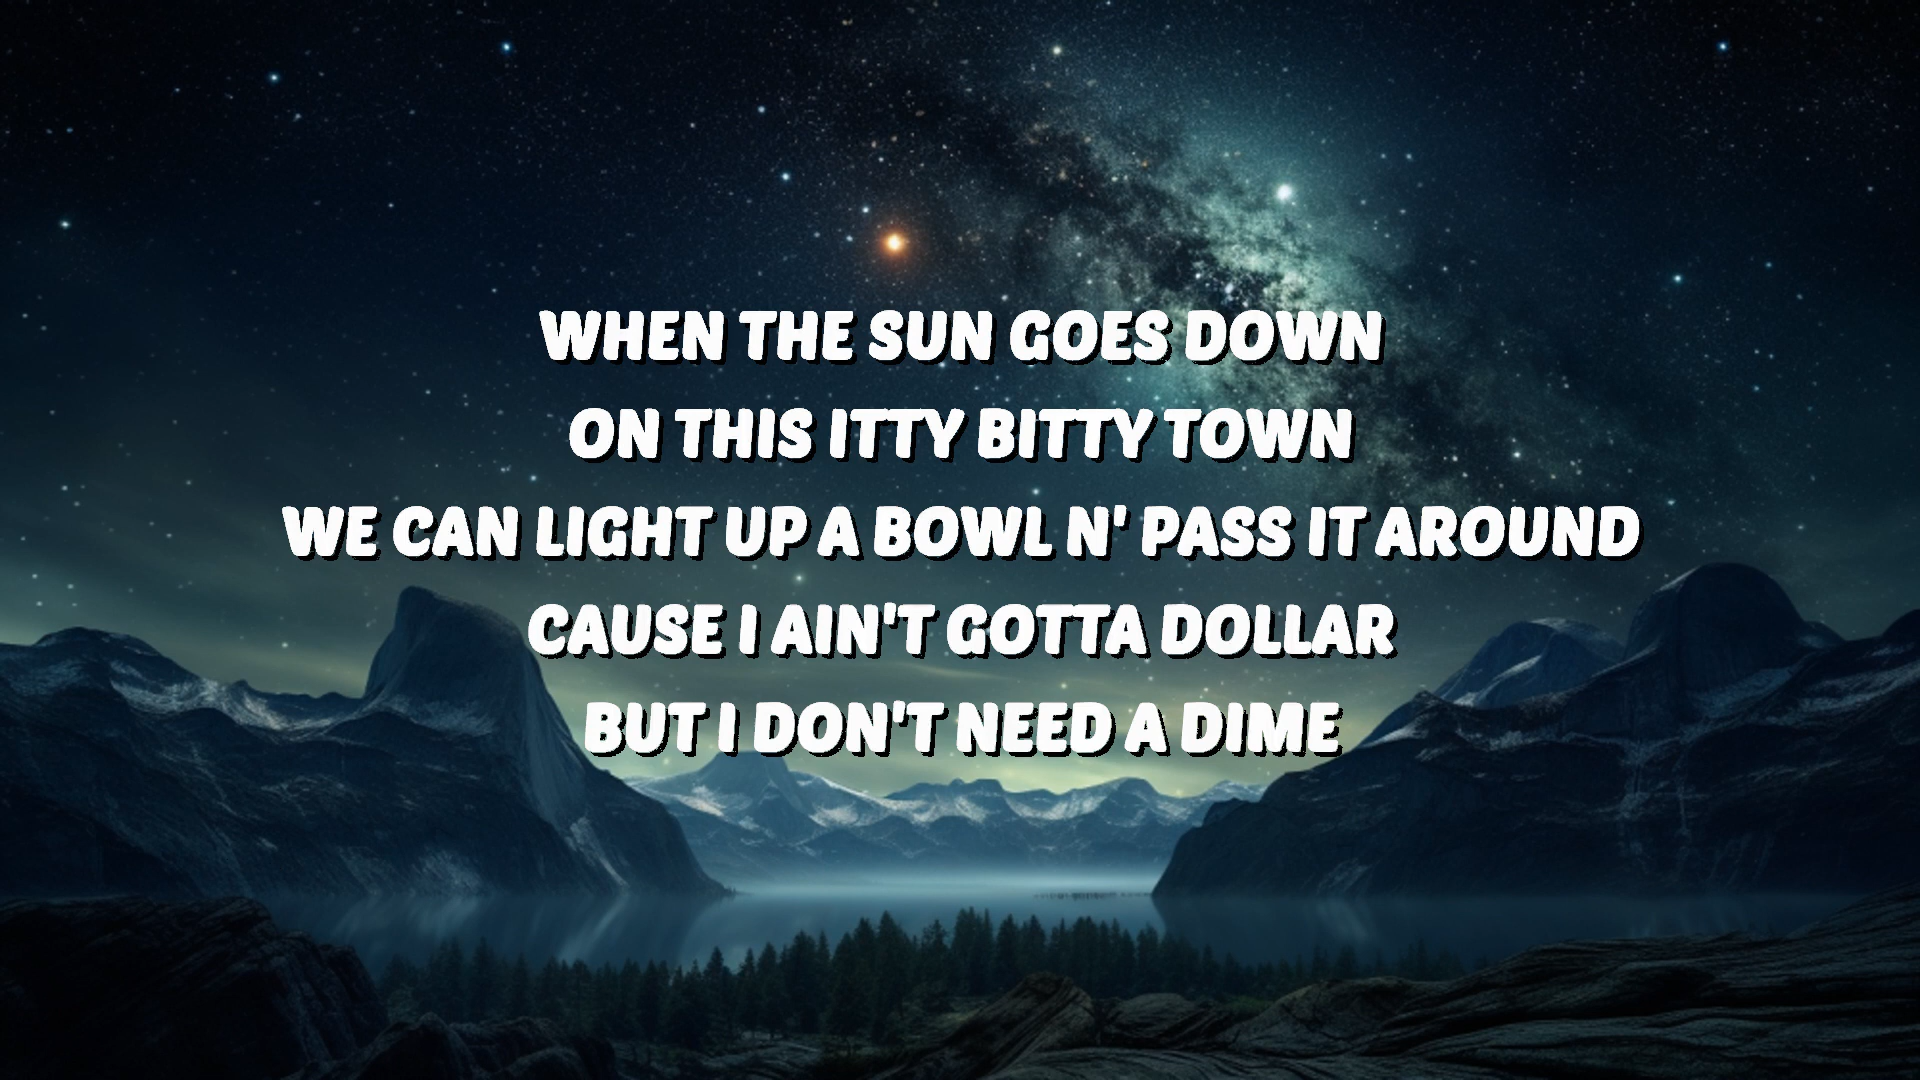 WHEN THE SUN GOES DOWN
ON THIS ITTY BITTY TOWN
WE CAN LIGHT UP A BOWL N' PASS IT AROUND
CAUSE I AIN'T GOTTA DOLLAR
BUT I DON'T NEED A DIME